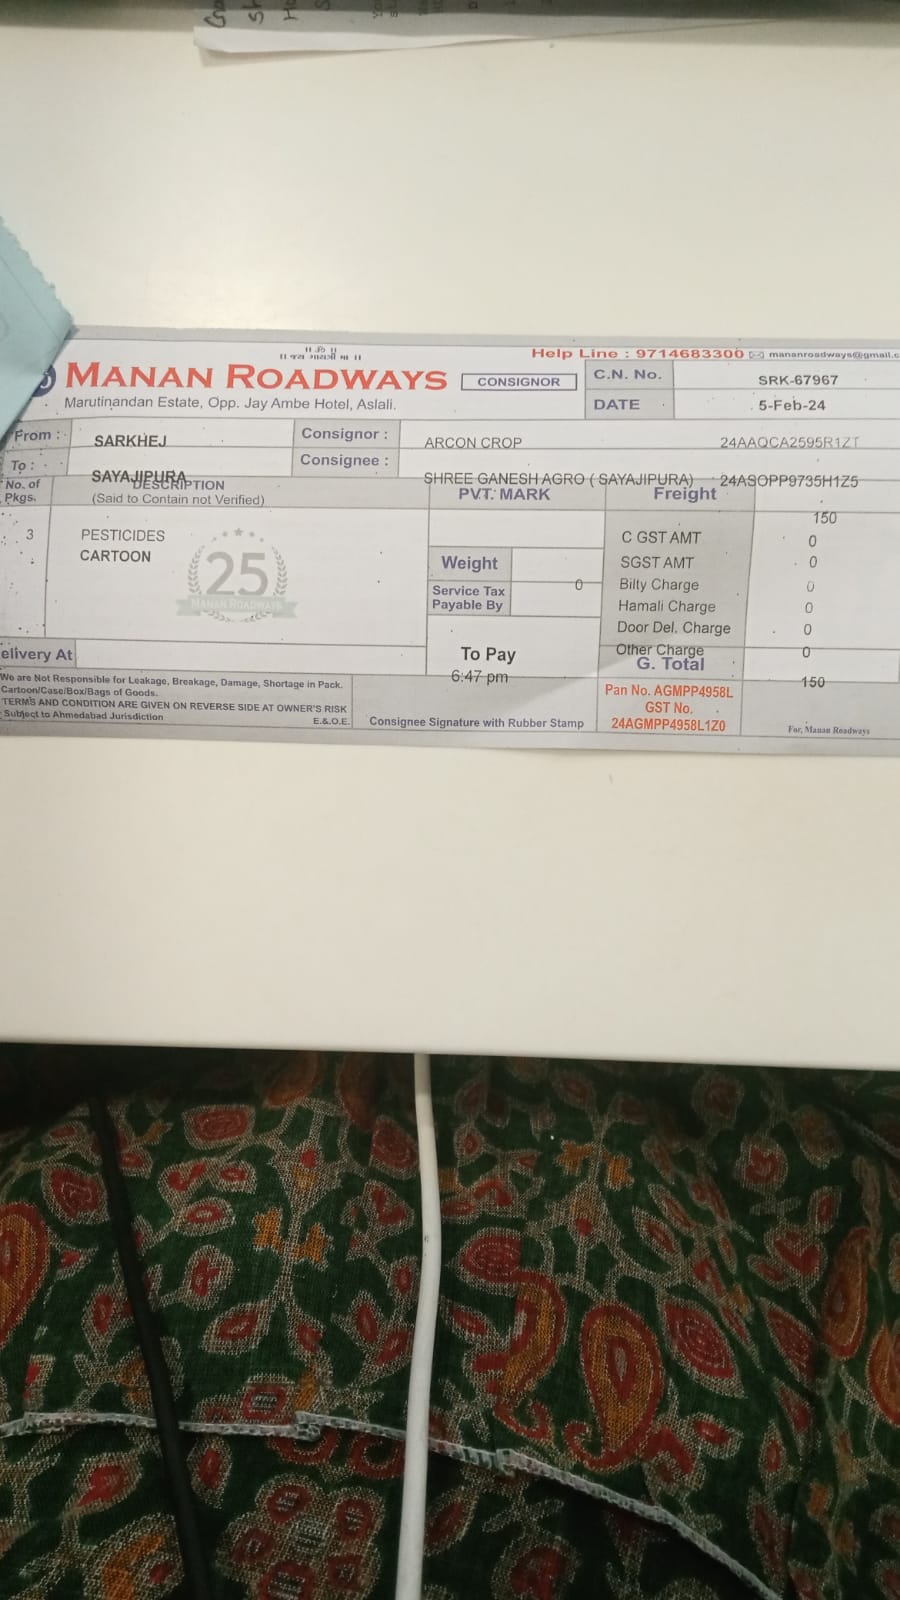 || ॐ ||
|| જય ગાયત્રી મા ||
Help Line : 9714683300 mananroadways@gmail.c
MANAN ROADWAYS
CONSIGNOR
Marutinandan Estate, Opp. Jay Ambe Hotel, Aslali.
C.N. No. SRK-67967
DATE 5-Feb-24
From : SARKHEJ
Consignor : ARCON CROP 24AAQCA2595R1ZT
To : SAYAJIPURA
Consignee : SHREE GANESH AGRO ( SAYAJIPURA) 24ASOPP9735H1Z5
No. of Pkgs.
DESCRIPTION
(Said to Contain not Verified)
PVT. MARK
Freight 150
3 PESTICIDES
CARTOON
25
MANAN ROADWAYS
Weight
Service Tax Payable By
0
C GST AMT 0
SGST AMT 0
Bilty Charge 0
Hamali Charge 0
Door Del. Charge 0
Other Charge 0
G. Total 150
elivery At
To Pay
6:47 pm
We are Not Responsible for Leakage, Breakage, Damage, Shortage in Pack.
Cartoon/Case/Box/Bags of Goods.
TERMS AND CONDITION ARE GIVEN ON REVERSE SIDE AT OWNER'S RISK
Subject to Ahmedabad Jurisdiction E.&.O.E.
Consignee Signature with Rubber Stamp
Pan No. AGMPP4958L
GST No.
24AGMPP4958L1Z0
For, Manan Roadways